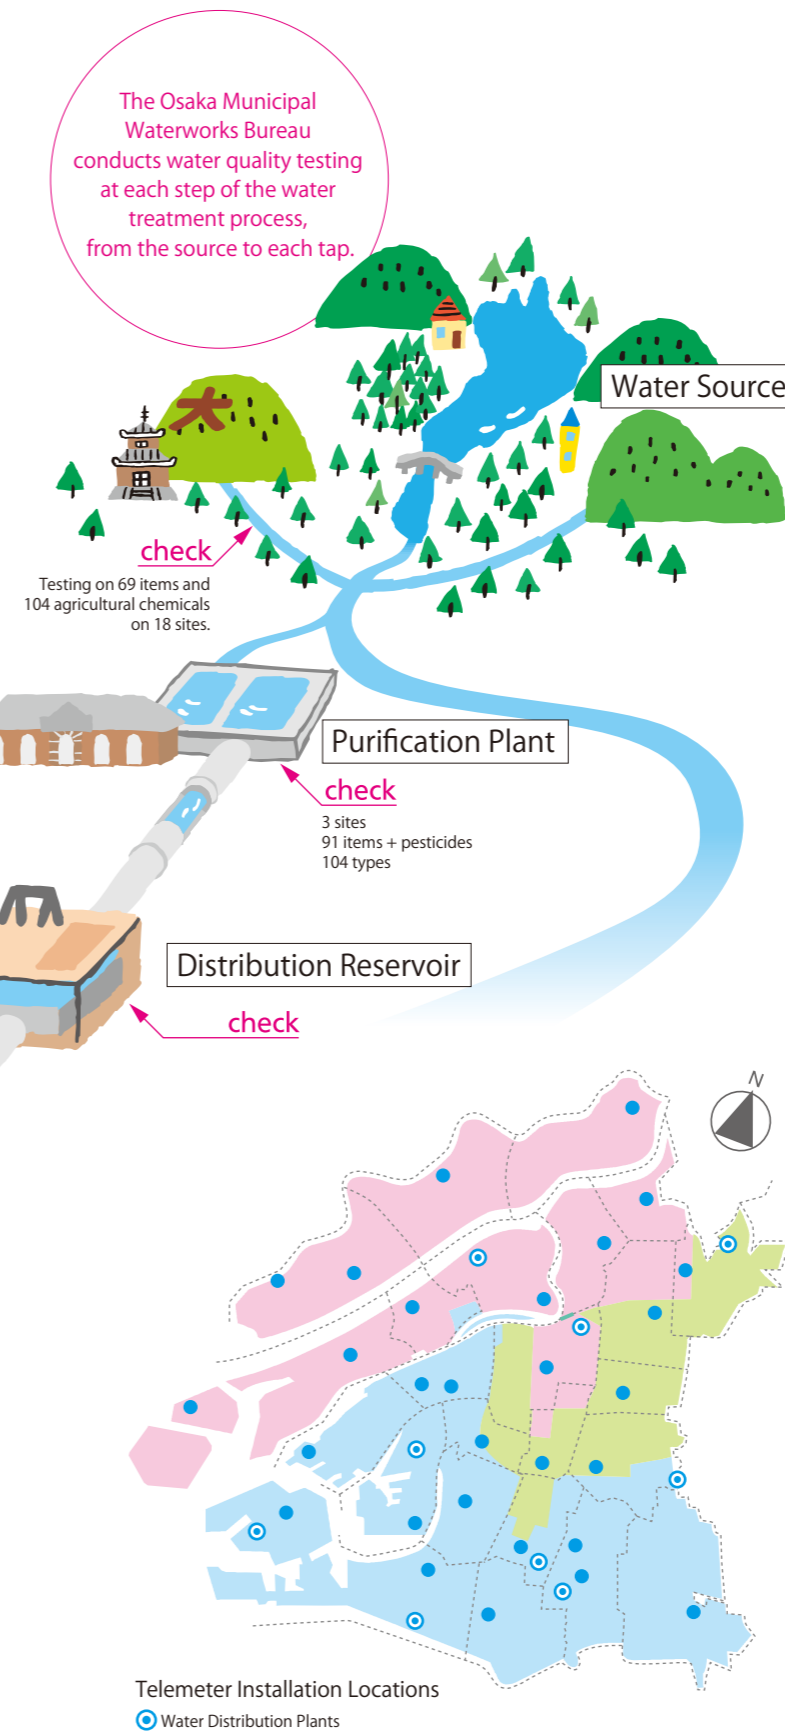 The Osaka Municipal
Waterworks Bureau
conducts water quality testing
at each step of the water
treatment process,
from the source to each tap.
Water Source
大
check
Testing on 69 items and
104 agricultural chemicals
on 18 sites.
Purification Plant
check
3 sites
91 items + pesticides
104 types
Distribution Reservoir
check
N
Telemeter Installation Locations
Water Distribution Plants